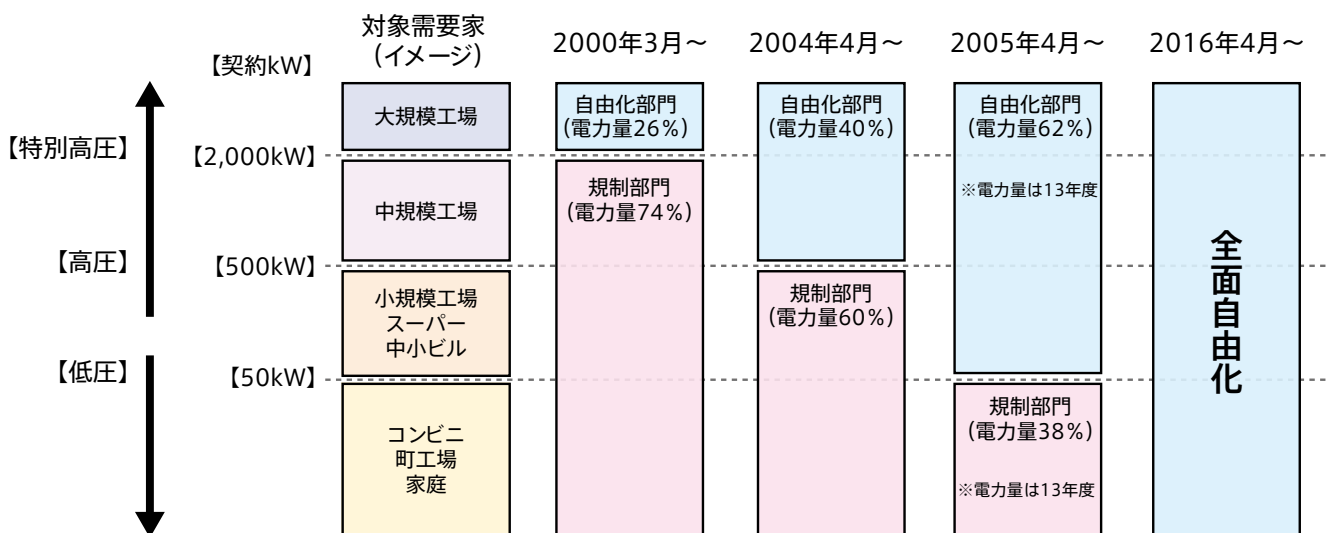 対象需要家
(イメージ)
2000年3月~
2004年4月~
2005年4月~
2016年4月~
【契約kW】
大規模工場
自由化部門
(電力量26%)
自由化部門
(電力量40%)
自由化部門
(電力量62%)
【特別高圧】
【2,000kW】
中規模工場
規制部門
(電力量74%)
※電力量は13年度
全面自由化
【高圧】
【500kW】
小規模工場
スーパー
中小ビル
規制部門
(電力量60%)
【低圧】
【50kW】
コンビニ
町工場
家庭
規制部門
(電力量38%)
※電力量は13年度